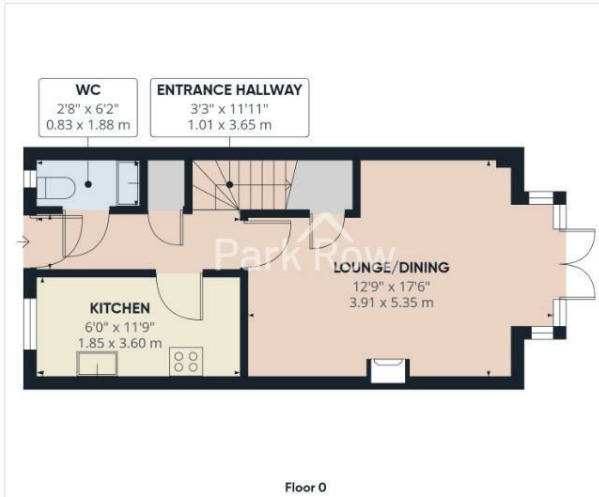 WC
2'8" x 6'2"
0.83 x 1.88 m
ENTRANCE HALLWAY
3'3" x 11'11"
1.01 x 3.65 m
Park Row
LOUNGE/DINING
12'9" x 17'6"
3.91 x 5.35 m
KITCHEN
6'0" x 11'9"
1.85 x 3.60 m
Floor 0